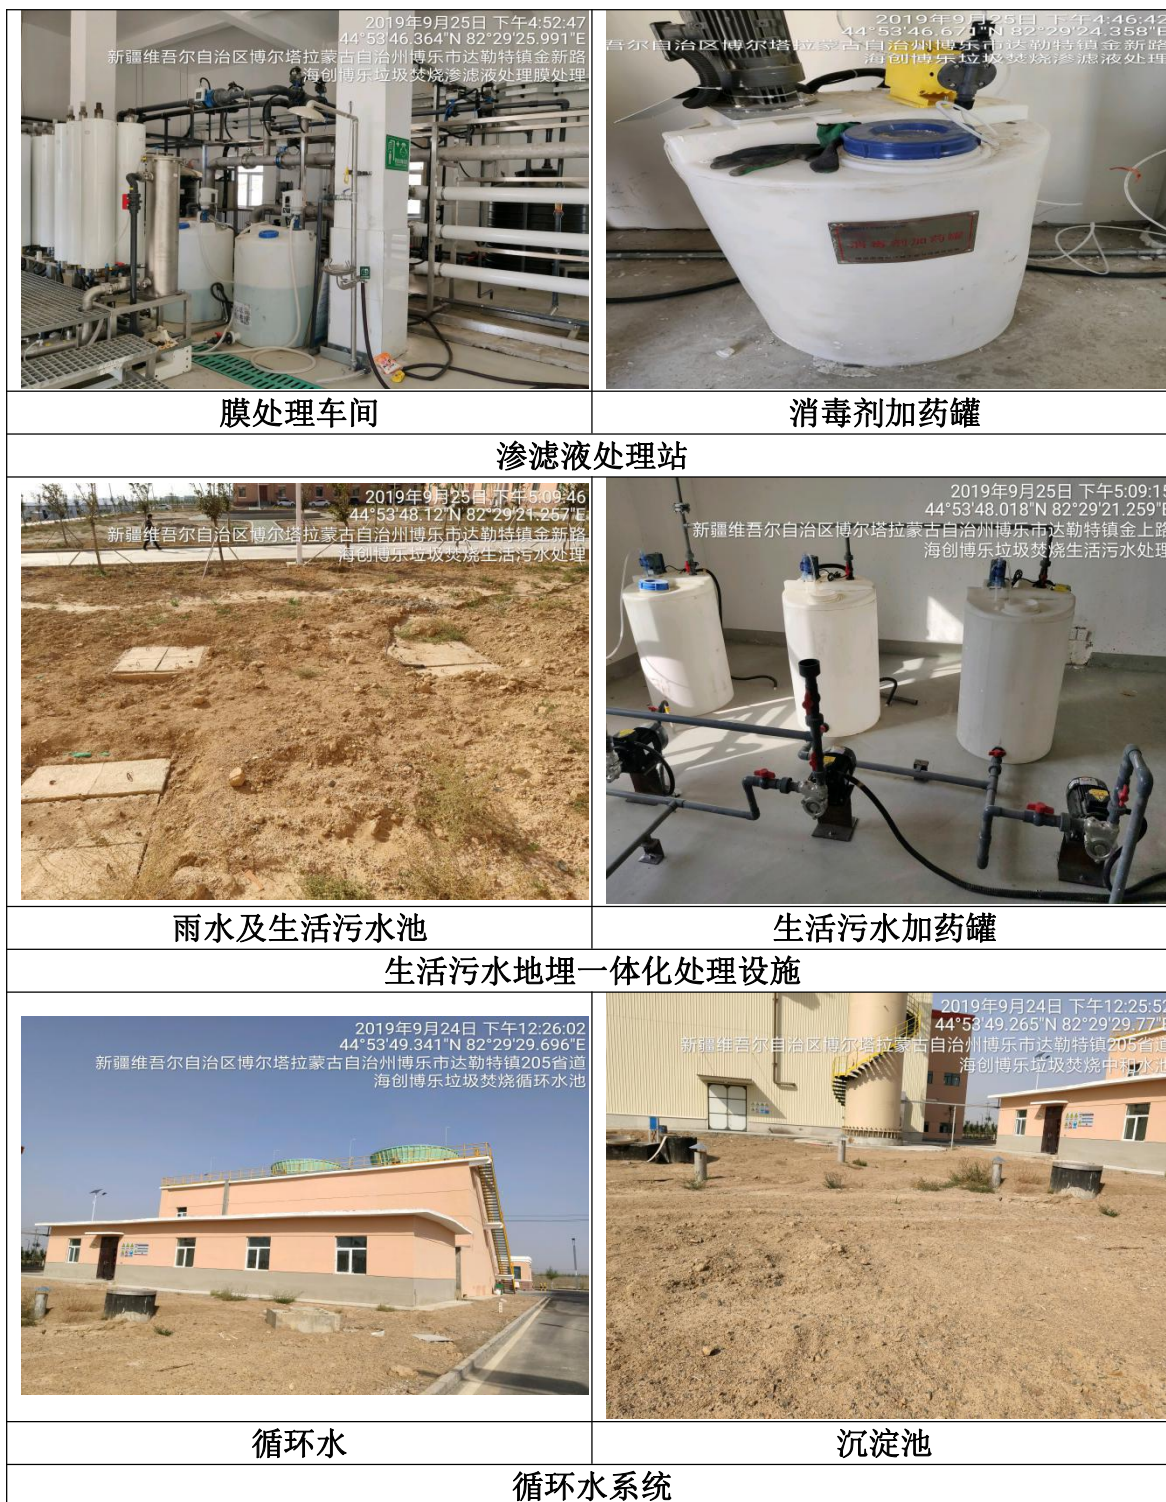 2019年9月25日 下午4:52:47
44°53'46.364"N 82°29'25.991"E
新疆维吾尔自治区博尔塔拉蒙古自治州博乐市达勒特镇金新路
海创博乐垃圾焚烧渗滤液处理膜处理
2019年9月25日 下午4:46:42
44°53'46.671"N 82°29'24.358"E
吾尔自治区博尔塔拉蒙古自治州博乐市达勒特镇金新路
海创博乐垃圾焚烧渗滤液处理
消毒剂加药罐
膜处理车间
消毒剂加药罐
渗滤液处理站
2019年9月25日 下午5:09:46
44°53'48.12"N 82°29'21.257"E
新疆维吾尔自治区博尔塔拉蒙古自治州博乐市达勒特镇金新路
海创博乐垃圾焚烧生活污水处理
2019年9月25日 下午5:09:15
44°53'48.018"N 82°29'21.259"E
新疆维吾尔自治区博尔塔拉蒙古自治州博乐市达勒特镇金上路
海创博乐垃圾焚烧生活污水处理
雨水及生活污水池
生活污水加药罐
生活污水地埋一体化处理设施
2019年9月24日 下午12:26:02
44°53'49.341"N 82°29'29.696"E
新疆维吾尔自治区博尔塔拉蒙古自治州博乐市达勒特镇205省道
海创博乐垃圾焚烧循环水池
2019年9月24日 下午12:25:52
44°53'49.265"N 82°29'29.77"E
新疆维吾尔自治区博尔塔拉蒙古自治州博乐市达勒特镇205省道
海创博乐垃圾焚烧中和水池
循环水
沉淀池
循环水系统